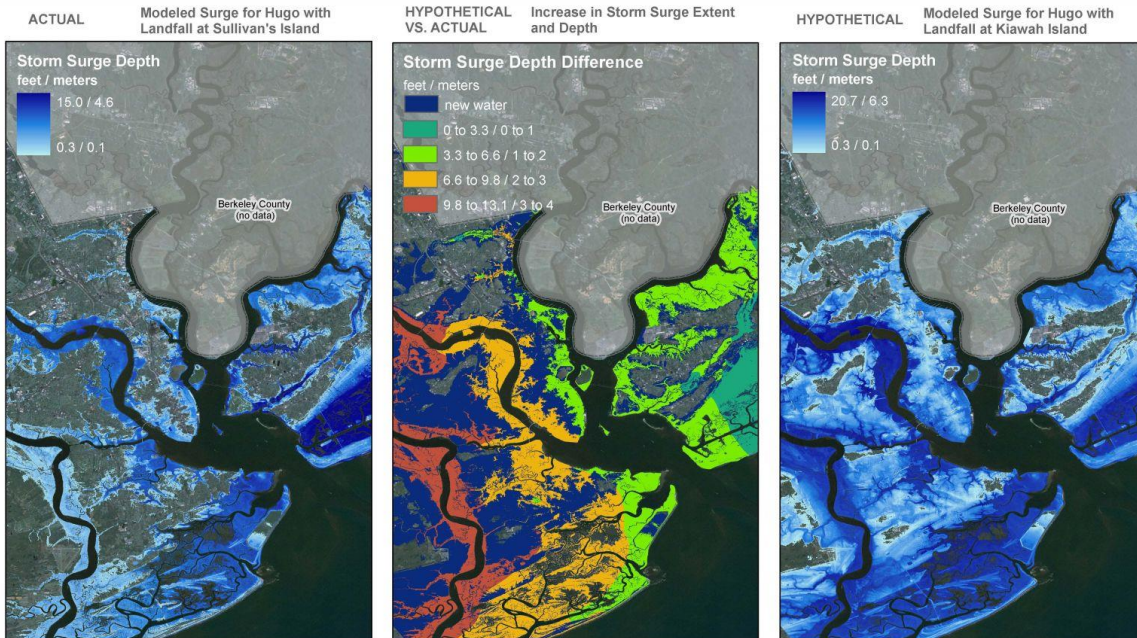 ACTUAL
Modeled Surge for Hugo with
Landfall at Sullivan's Island
Storm Surge Depth
feet / meters
15.0 / 4.6
0.3 / 0.1
Berkeley County
(no data)
HYPOTHETICAL
VS. ACTUAL
Increase in Storm Surge Extent
and Depth
Storm Surge Depth Difference
feet / meters
new water
0 to 3.3 / 0 to 1
3.3 to 6.6 / 1 to 2
6.6 to 9.8 / 2 to 3
9.8 to 13.1 / 3 to 4
Berkeley County
(no data)
HYPOTHETICAL
Modeled Surge for Hugo with
Landfall at Kiawah Island
Storm Surge Depth
feet / meters
20.7 / 6.3
0.3 / 0.1
Berkeley County
(no data)